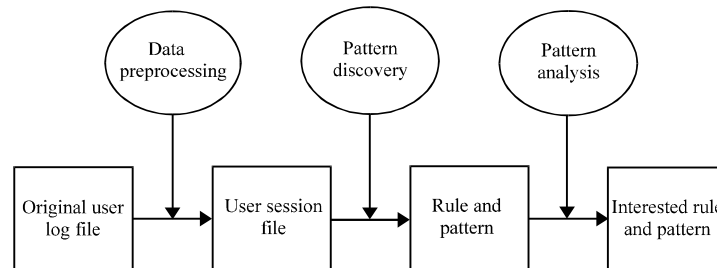 Data
preprocessing
Pattern
discovery
Pattern
analysis
Original user
log file
User session
file
Rule and
pattern
Interested rule
and pattern